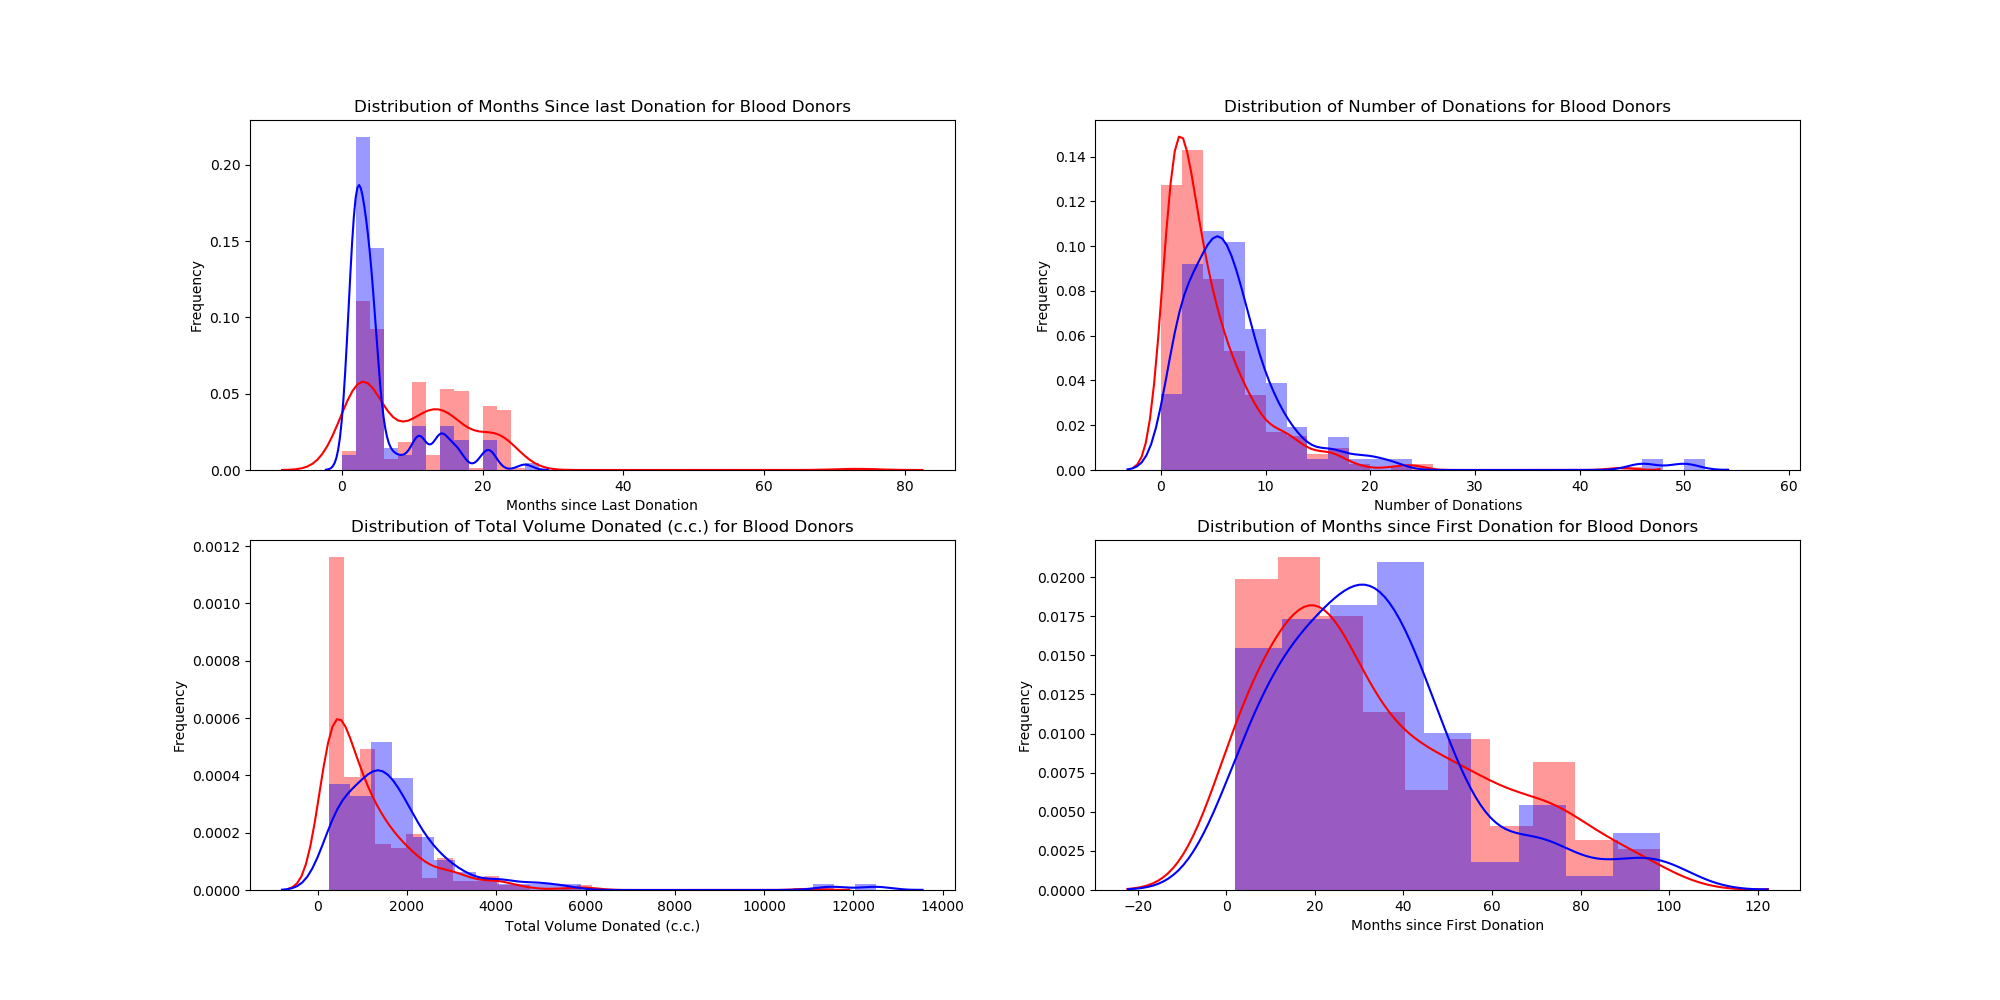 Distribution of Months Since last Donation for Blood Donors
Frequency
0.20
0.15
0.10
0.05
0.00
0 20 40 60 80
Months since Last Donation
Distribution of Number of Donations for Blood Donors
Frequency
0.14
0.12
0.10
0.08
0.06
0.04
0.02
0.00
0 10 20 30 40 50 60
Number of Donations
Distribution of Total Volume Donated (c.c.) for Blood Donors
Frequency
0.0012
0.0010
0.0008
0.0006
0.0004
0.0002
0.0000
0 2000 4000 6000 8000 10000 12000 14000
Total Volume Donated (c.c.)
Distribution of Months since First Donation for Blood Donors
Frequency
0.0200
0.0175
0.0150
0.0125
0.0100
0.0075
0.0050
0.0025
0.0000
−20 0 20 40 60 80 100 120
Months since First Donation